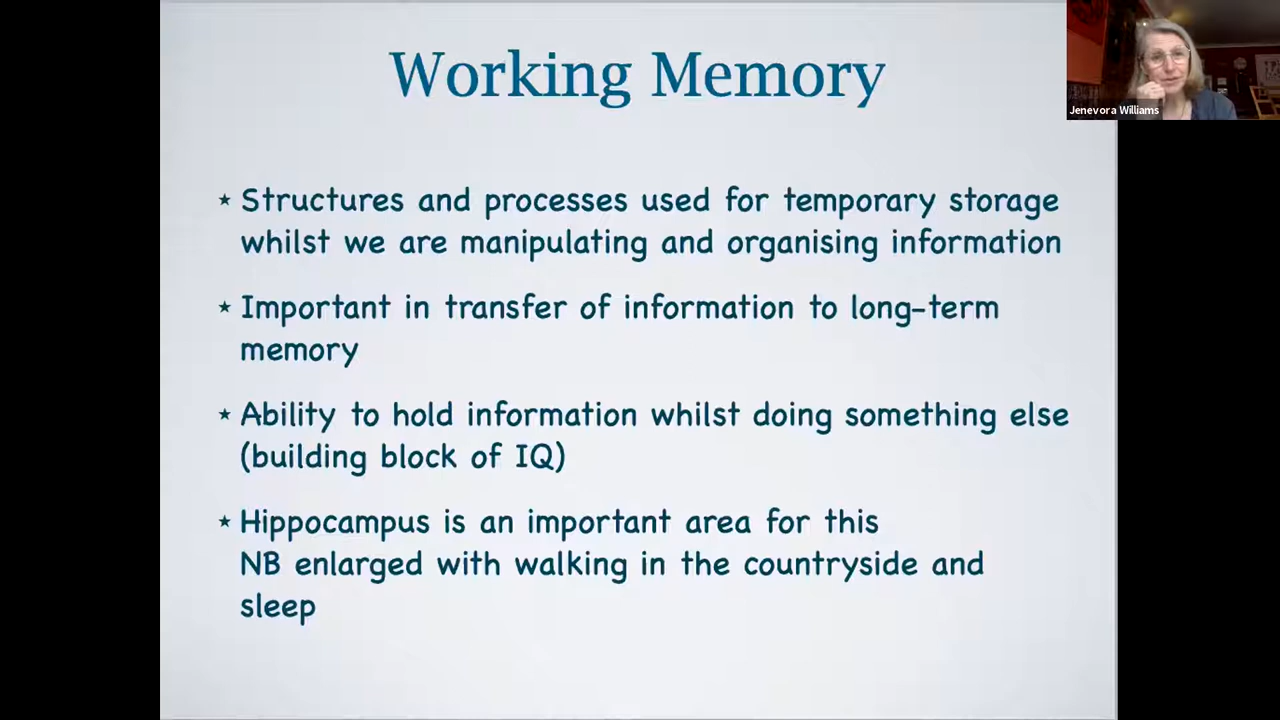 Working Memory
Jenevora Williams
★ Structures and processes used for temporary storage
whilst we are manipulating and organising information
★ Important in transfer of information to long-term
memory
★ Ability to hold information whilst doing something else
(building block of IQ)
★ Hippocampus is an important area for this
NB enlarged with walking in the countryside and
sleep